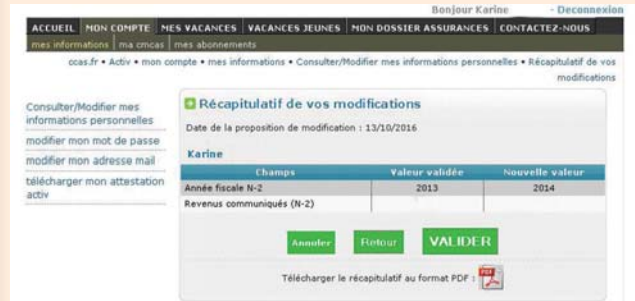 Bonjour Karine - Deconnexion
ACCUEIL MON COMPTE MES VACANCES VACANCES JEUNES MON DOSSIER ASSURANCES CONTACTEZ-NOUS
mes informations | ma cmcas | mes abonnements
ccas.fr • Activ • mon compte • mes informations • Consulter/Modifier mes informations personnelles • Récapitulatif de vos
modifications
Consulter/Modifier mes
informations personnelles
modifier mon mot de passe
modifier mon adresse mail
télécharger mon attestation
activ
Récapitulatif de vos modifications
Date de la proposition de modification : 13/10/2016
Karine
Champs Valeur validée Nouvelle valeur
Année fiscale N-2 2013 2014
Revenus communiqués (N-2)
Annuler Retour VALIDER
Télécharger le récapitulatif au format PDF :
PDF